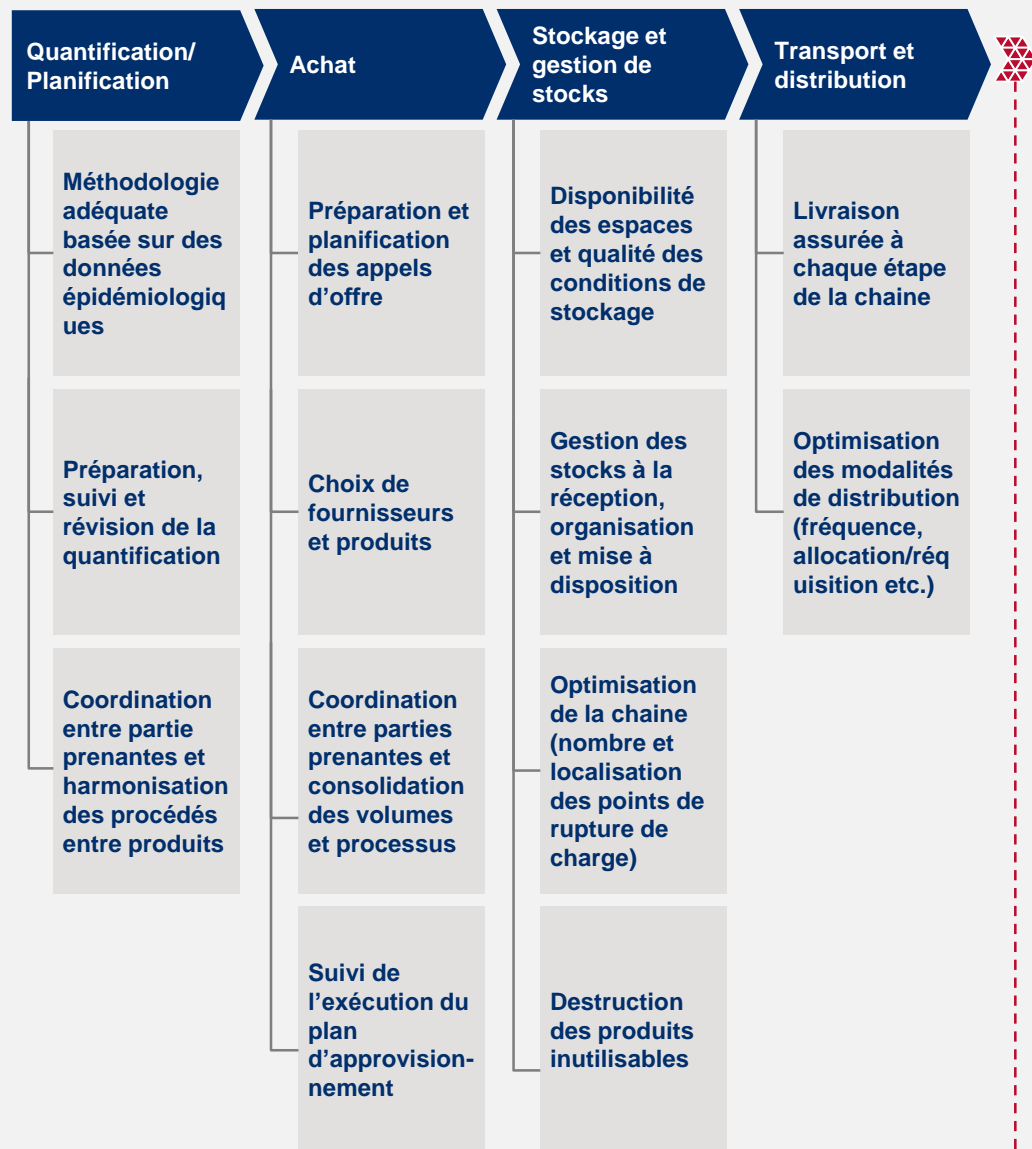 Quantification/
Planification
Achat
Stockage et
gestion de
stocks
Transport et
distribution
Méthodologie
adéquate
basée sur des
données
épidémiologiq
ues
Préparation,
suivi et
révision de la
quantification
Coordination
entre partie
prenantes et
harmonisation
des procédés
entre produits
Préparation et
planification
des appels
d’offre
Choix de
fournisseurs
et produits
Coordination
entre parties
prenantes et
consolidation
des volumes
et processus
Suivi de
l’exécution du
plan
d’approvision-
nement
Disponibilité
des espaces
et qualité des
conditions de
stockage
Gestion des
stocks à la
réception,
organisation
et mise à
disposition
Optimisation
de la chaine
(nombre et
localisation
des points de
rupture de
charge)
Destruction
des produits
inutilisables
Livraison
assurée à
chaque étape
de la chaine
Optimisation
des modalités
de distribution
(fréquence,
allocation/réq
uisition etc.)